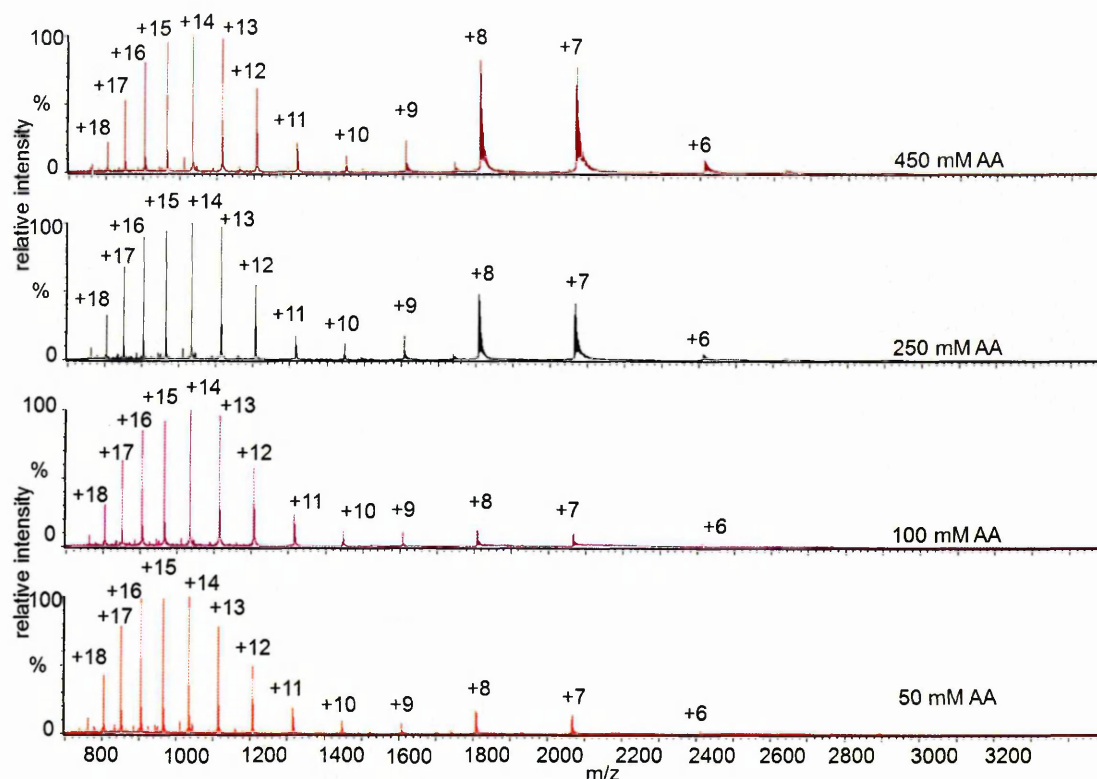 +15 +14 +13
100 +16 +8 +7
+17 +12
%
+18 +11 +10 +9 +6
0 450 mM AA
relative intensity
+15 +14
100 +16 +13
+17 +12 +8 +7
%
+18 +11 +10 +9 +6
0 250 mM AA
+15 +14
100 +16 +13
+17 +12
%
+18 +11 +10 +9 +8 +7 +6
0 100 mM AA
relative intensity
+15
100 +16 +14
+17 +13
+18 +12
%
+11 +10 +9 +8 +7 +6 50 mM AA
0
800 1000 1200 1400 1600 1800 2000 2200 2400 2600 2800 3000 3200
m/z